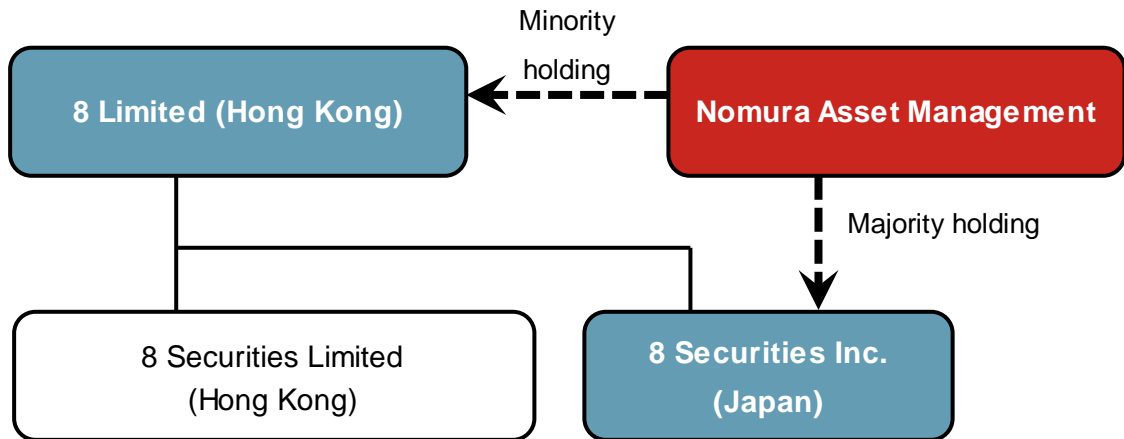 Minority
holding
8 Limited (Hong Kong)
Nomura Asset Management
Majority holding
8 Securities Limited
(Hong Kong)
8 Securities Inc.
(Japan)